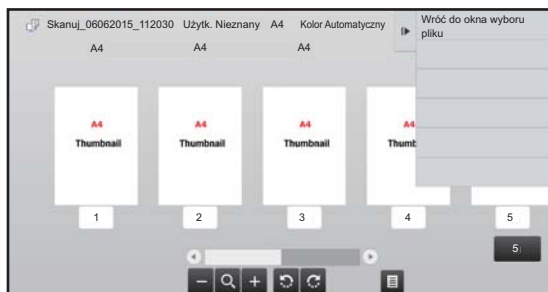 Skanuj_06062015_112030 Użytk. Nieznany A4 Kolor Automatyczny
Wróć do okna wyboru
pliku
A4 A4 A4
A4 A4 A4 A4
Thumbnail Thumbnail Thumbnail Thumb
1 2 3 4 5
5